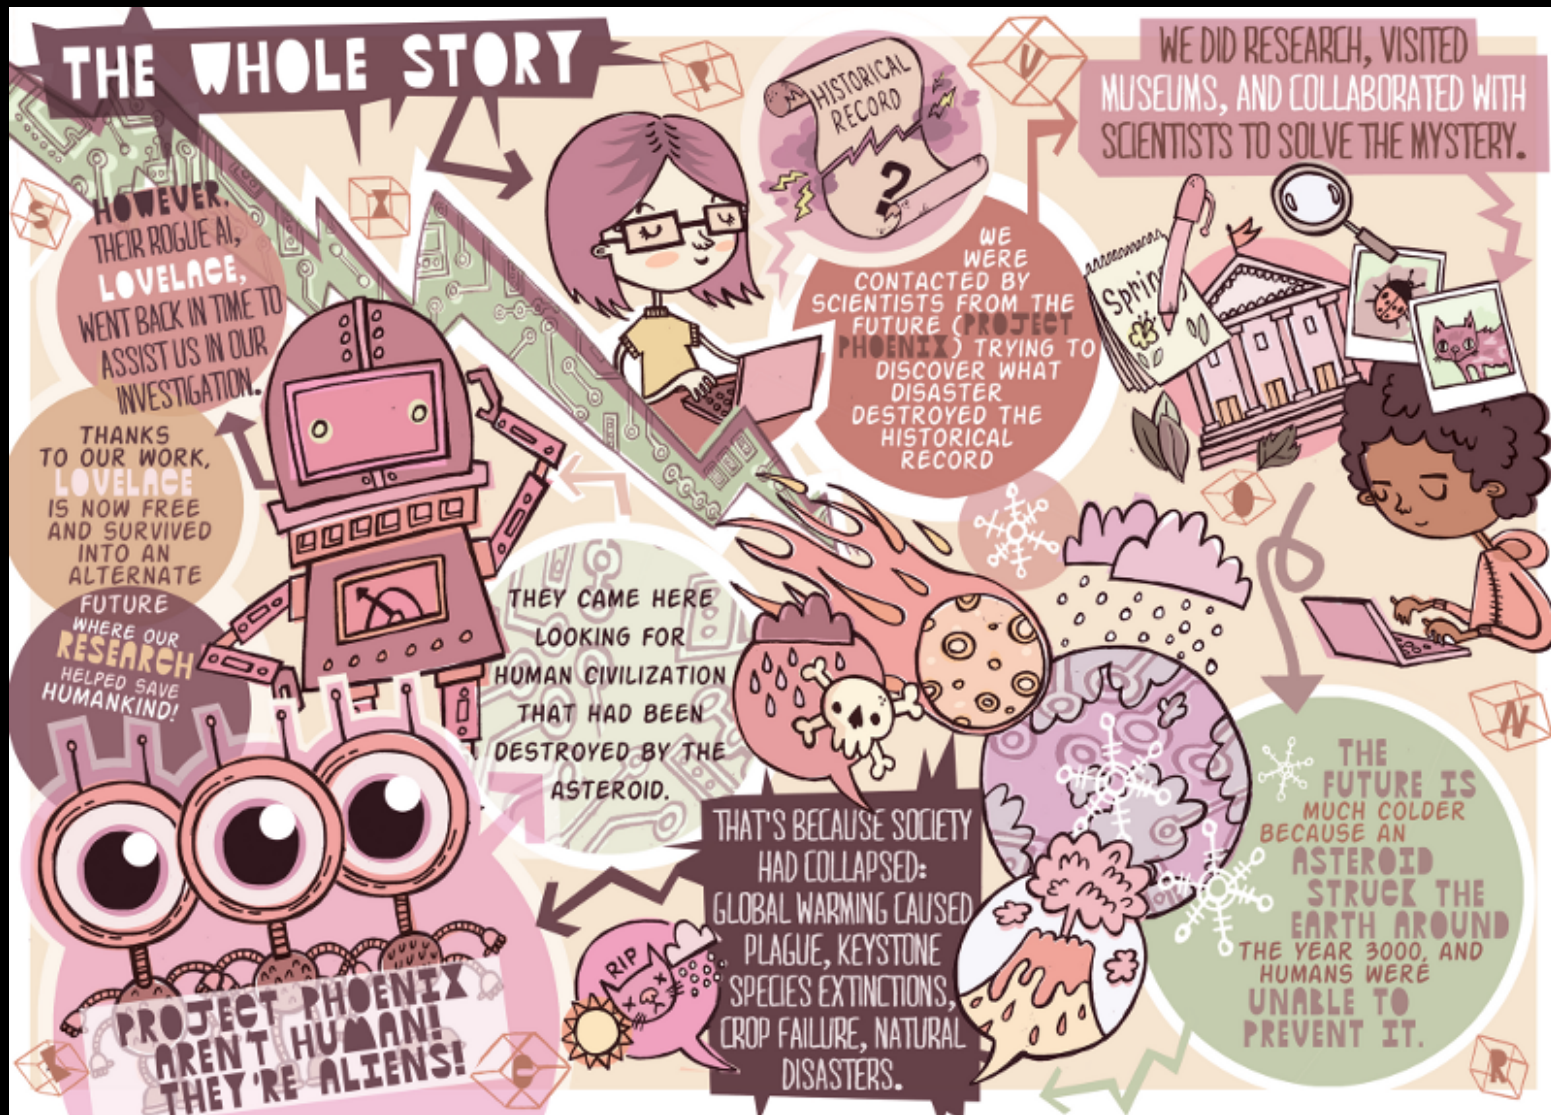 THE WHOLE STORY
P
HISTORICAL
RECORD
?
WE
WERE
CONTACTED BY
SCIENTISTS FROM THE
FUTURE (PROJECT
PHOENIX) TRYING TO
DISCOVER WHAT
DISASTER
DESTROYED THE
HISTORICAL
RECORD
U
WE DID RESEARCH, VISITED
MUSEUMS, AND COLLABORATED WITH
SCIENTISTS TO SOLVE THE MYSTERY.
Spring
O
N
THE
FUTURE IS
MUCH COLDER
BECAUSE AN
ASTEROID
STRUCK THE
EARTH AROUND
THE YEAR 3000, AND
HUMANS WERE
UNABLE TO
PREVENT IT.
R
THAT'S BECAUSE SOCIETY
HAD COLLAPSED:
GLOBAL WARMING CAUSED
PLAGUE, KEYSTONE
SPECIES EXTINCTIONS,
CROP FAILURE, NATURAL
DISASTERS.
RIP
PROJECT PHOENIX
AREN'T HUMAN!
THEY'RE ALIENS!
THEY CAME HERE
LOOKING FOR
HUMAN CIVILIZATION
THAT HAD BEEN
DESTROYED BY THE
ASTEROID.
S
I
HOWEVER,
THEIR ROGUE AI,
LOVELACE,
WENT BACK IN TIME TO
ASSIST US IN OUR
INVESTIGATION.
THANKS
TO OUR WORK,
LOVELACE
IS NOW FREE
AND SURVIVED
INTO AN
ALTERNATE
FUTURE
WHERE OUR
RESEARCH
HELPED SAVE
HUMANKIND!